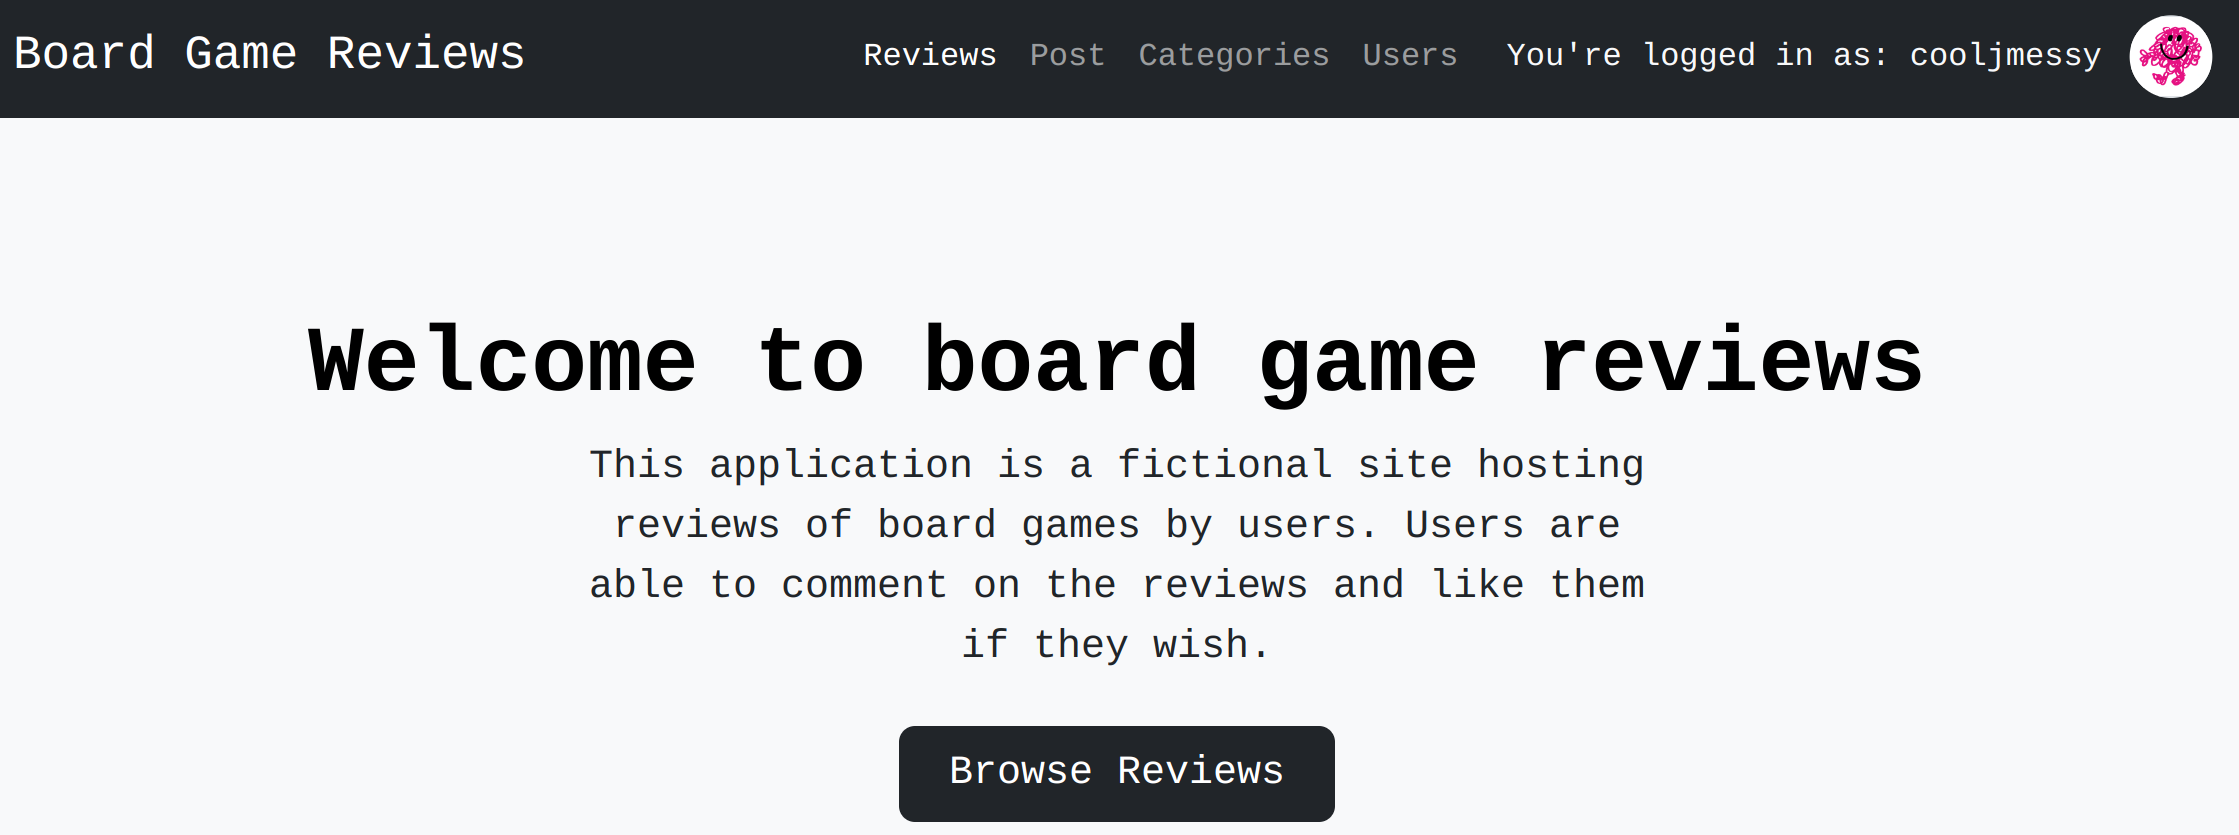 Board Game Reviews
Reviews Post Categories Users You're logged in as: cooljmessy
Welcome to board game reviews
This application is a fictional site hosting
reviews of board games by users. Users are
able to comment on the reviews and like them
if they wish.
Browse Reviews